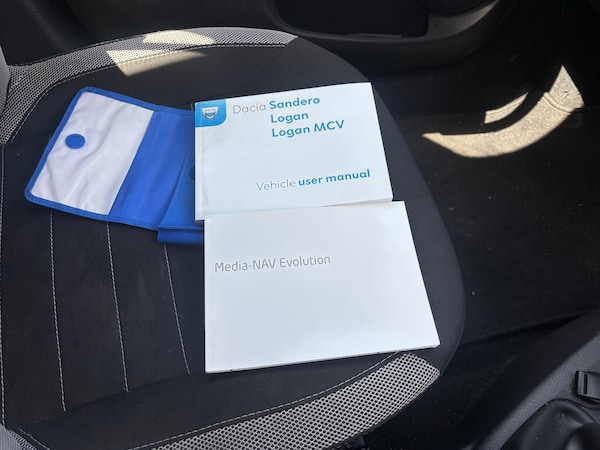 Dacia Sandero
Logan
Logan MCV
Vehicle user manual
Media-NAV Evolution